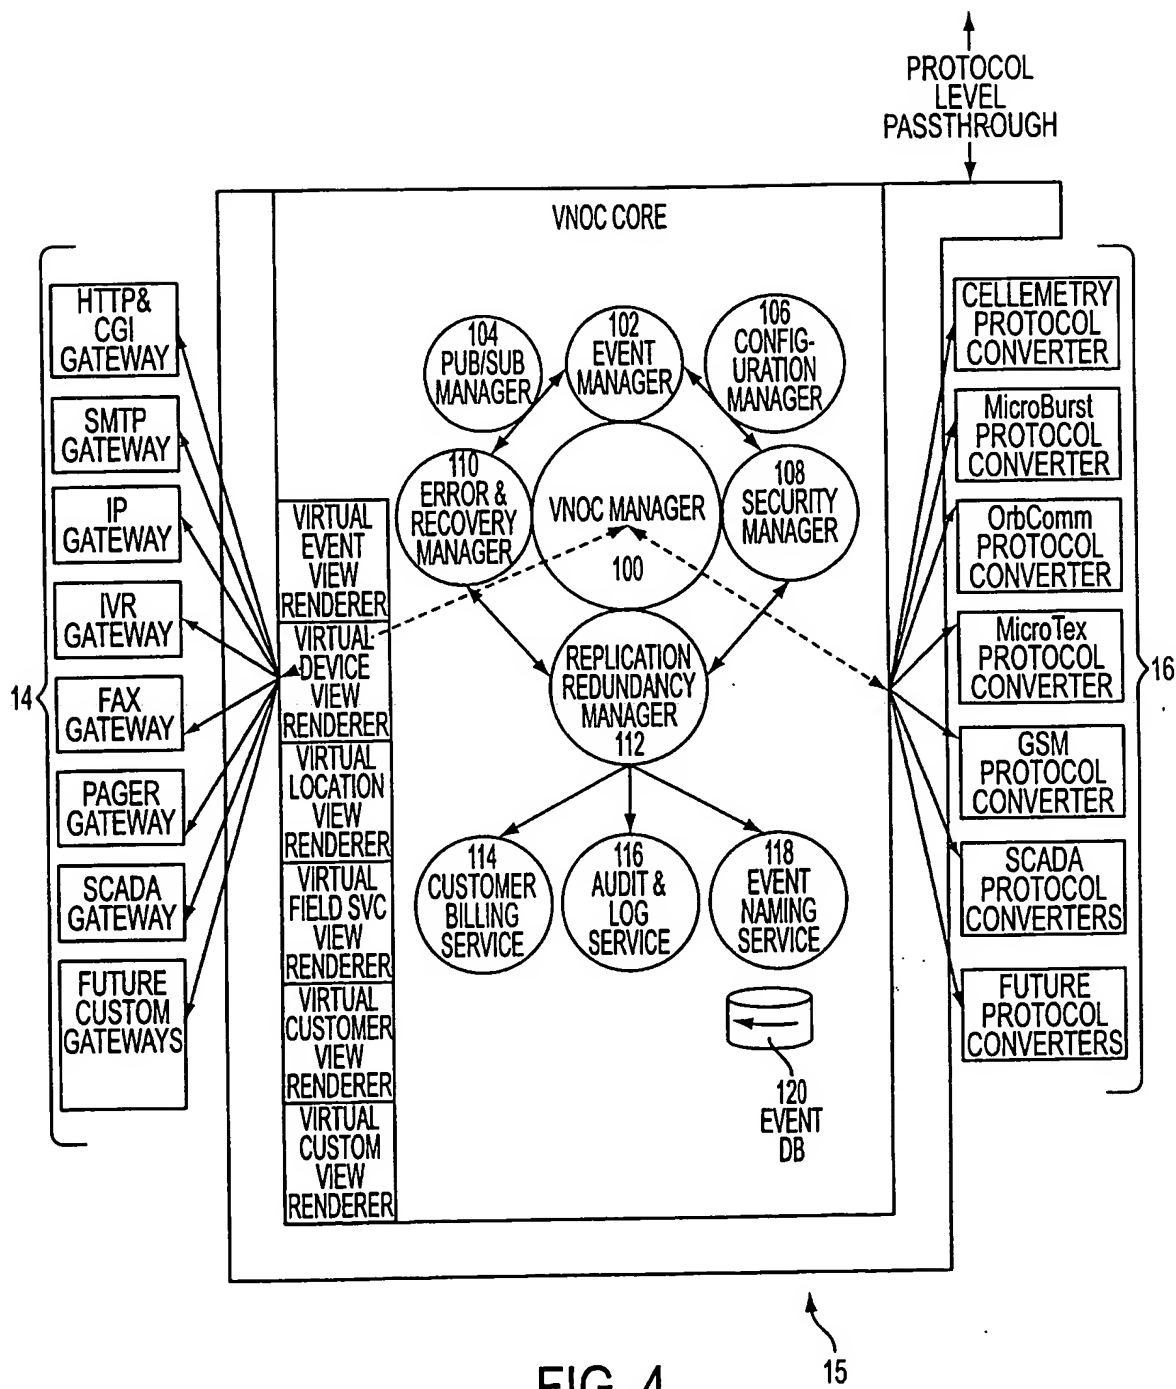 PROTOCOL
LEVEL
PASSTHROUGH
VNOC CORE
14
HTTP&
CGI
GATEWAY
SMTP
GATEWAY
IP
GATEWAY
IVR
GATEWAY
FAX
GATEWAY
PAGER
GATEWAY
SCADA
GATEWAY
FUTURE
CUSTOM
GATEWAYS
VIRTUAL
EVENT
VIEW
RENDERER
VIRTUAL
DEVICE
VIEW
RENDERER
VIRTUAL
LOCATION
VIEW
RENDERER
VIRTUAL
FIELD SVC
VIEW
RENDERER
VIRTUAL
CUSTOMER
VIEW
RENDERER
VIRTUAL
CUSTOM
VIEW
RENDERER
104
PUB/SUB
MANAGER
102
EVENT
MANAGER
106
CONFIG-
URATION
MANAGER
110
ERROR &
RECOVERY
MANAGER
VNOC MANAGER
100
108
SECURITY
MANAGER
REPLICATION
REDUNDANCY
MANAGER
112
114
CUSTOMER
BILLING
SERVICE
116
AUDIT &
LOG
SERVICE
118
EVENT
NAMING
SERVICE
120
EVENT
DB
CELLEMETRY
PROTOCOL
CONVERTER
MicroBurst
PROTOCOL
CONVERTER
OrbComm
PROTOCOL
CONVERTER
MicroTex
PROTOCOL
CONVERTER
GSM
PROTOCOL
CONVERTER
SCADA
PROTOCOL
CONVERTERS
FUTURE
PROTOCOL
CONVERTERS
16
15
FIG. 4